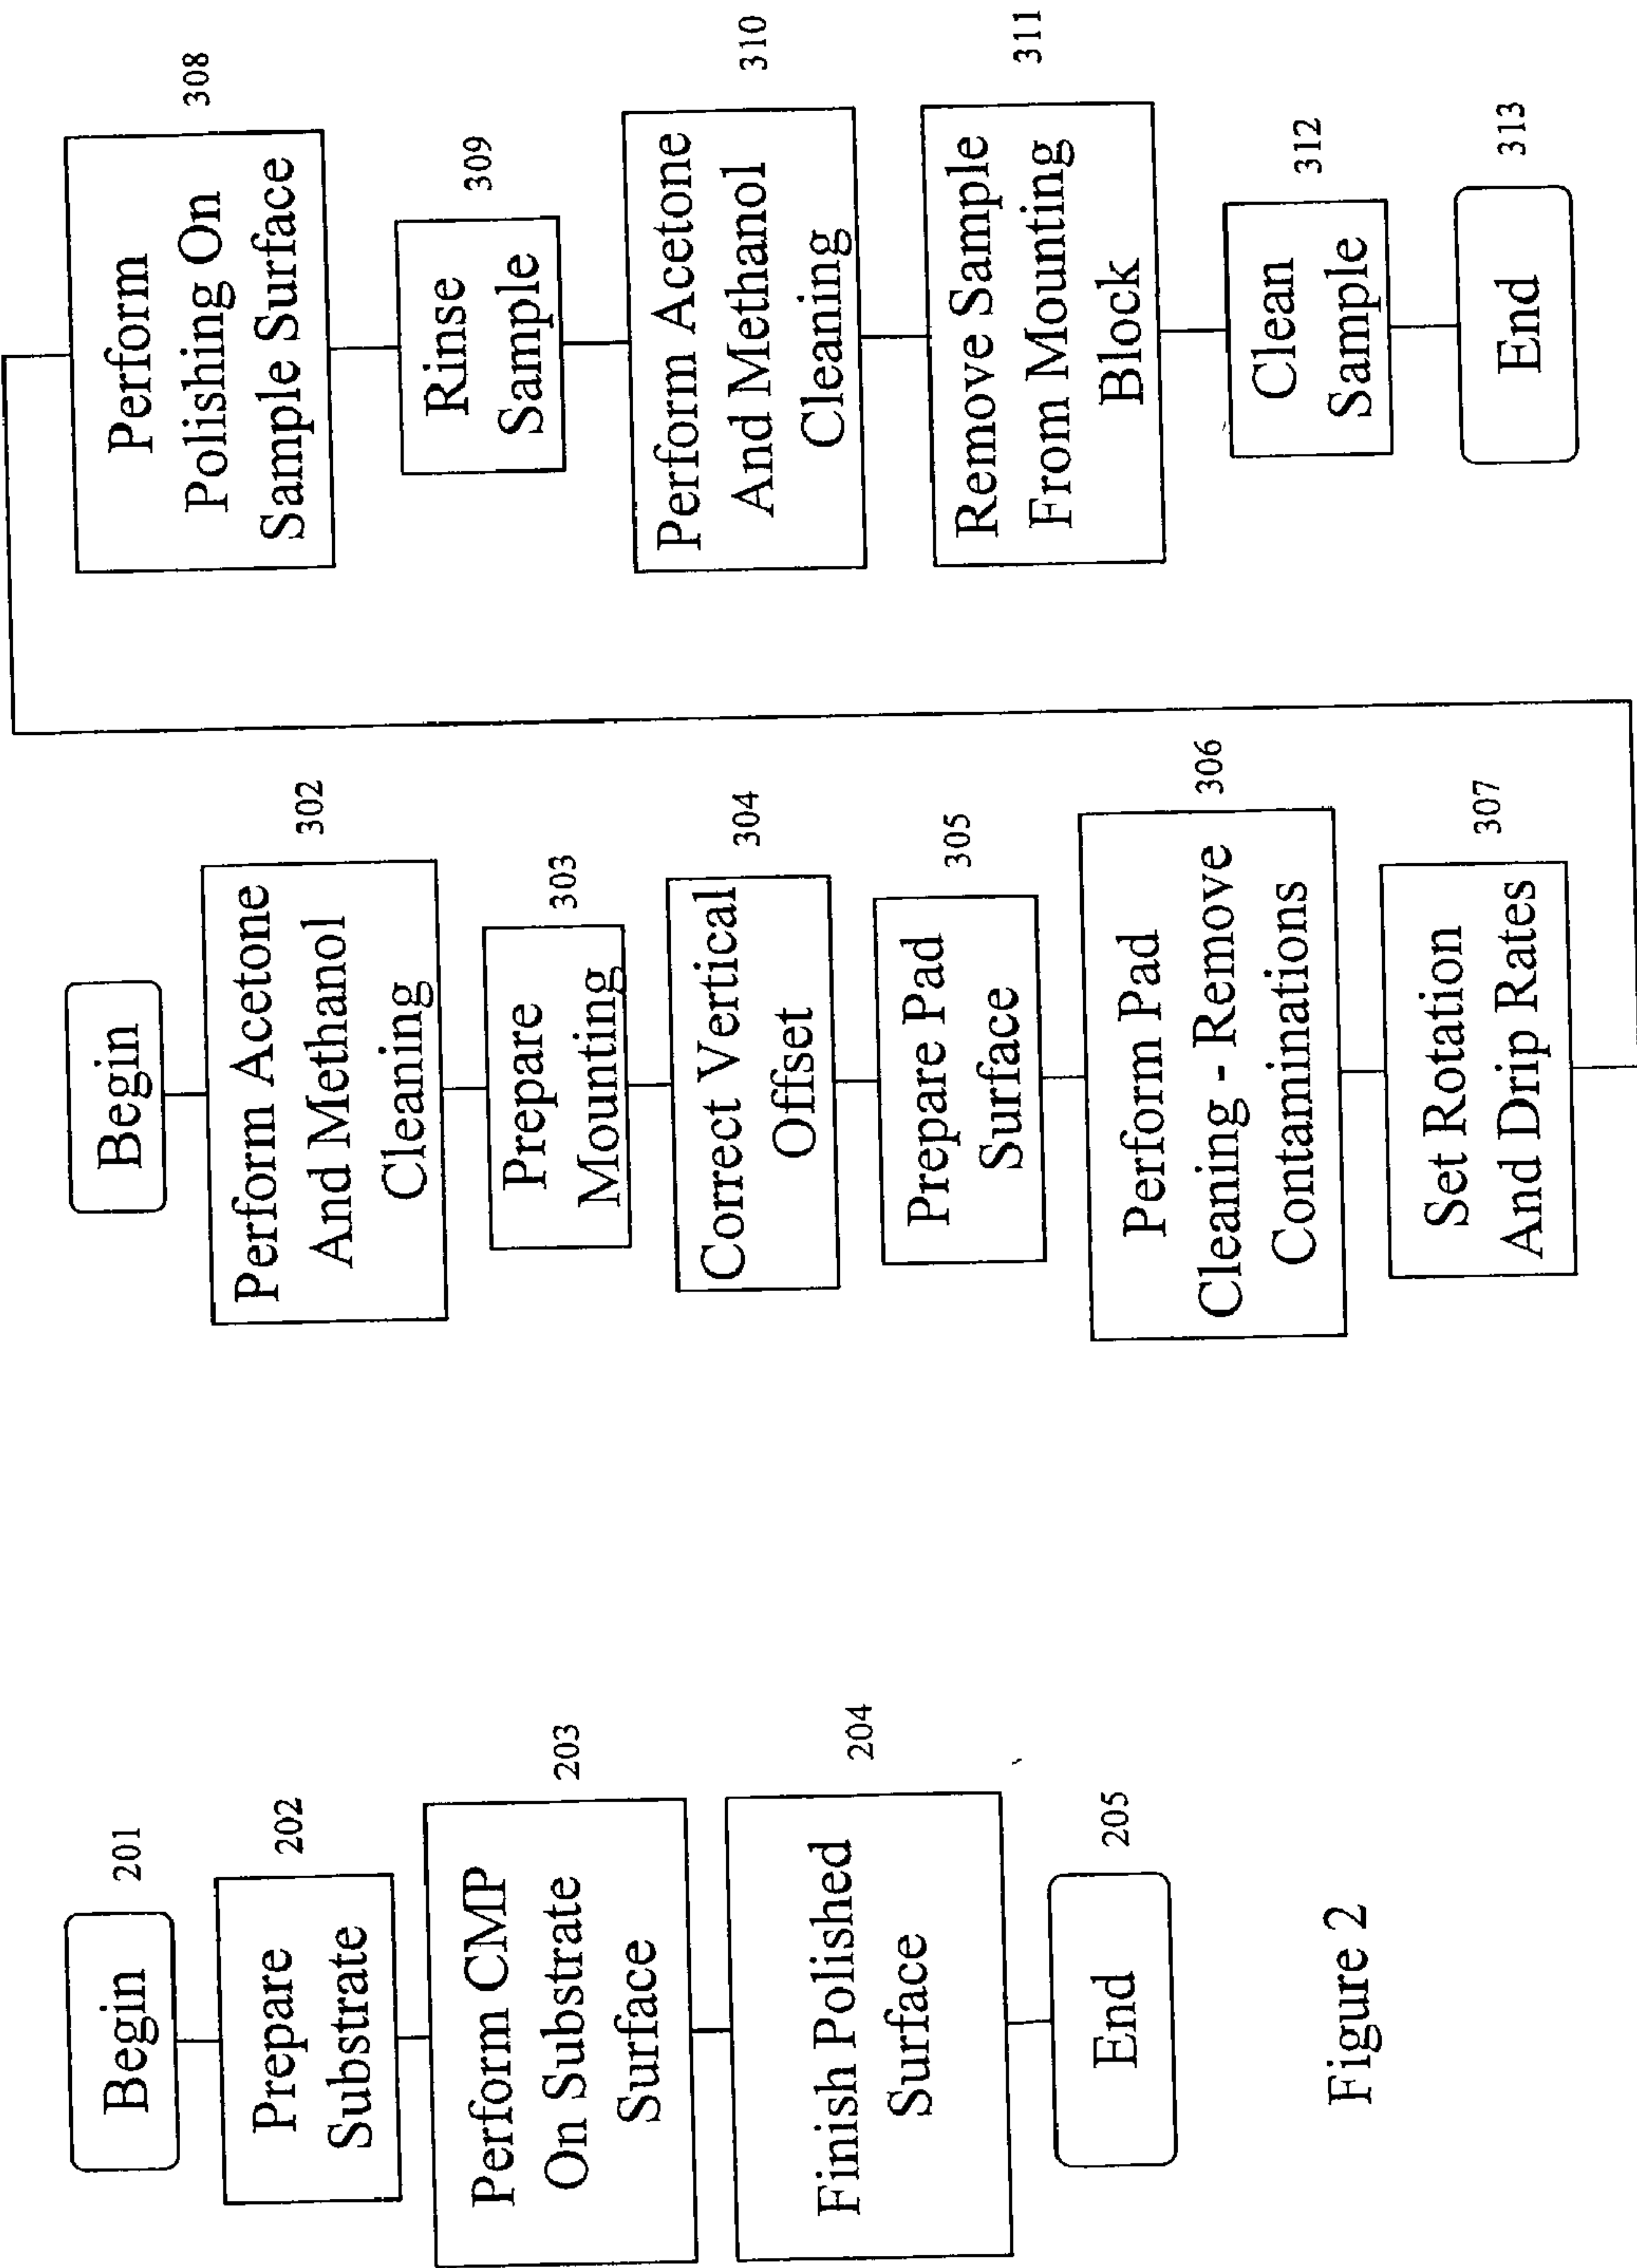 Begin
201
Prepare
Substrate
202
Perform CMP
On Substrate
Surface
203
Finish Polished
Surface
204
End
205
Figure 2
Begin
Perform Acetone
And Methanol
Cleaning
302
Prepare
Mounting
303
Correct Vertical
Offset
304
Prepare Pad
Surface
305
Perform Pad
Cleaning - Remove
Contaminations
306
Set Rotation
And Drip Rates
307
Perform
Polishing On
Sample Surface
308
Rinse
Sample
309
Perform Acetone
And Methanol
Cleaning
310
Remove Sample
From Mounting
Block
311
Clean
Sample
312
End
313